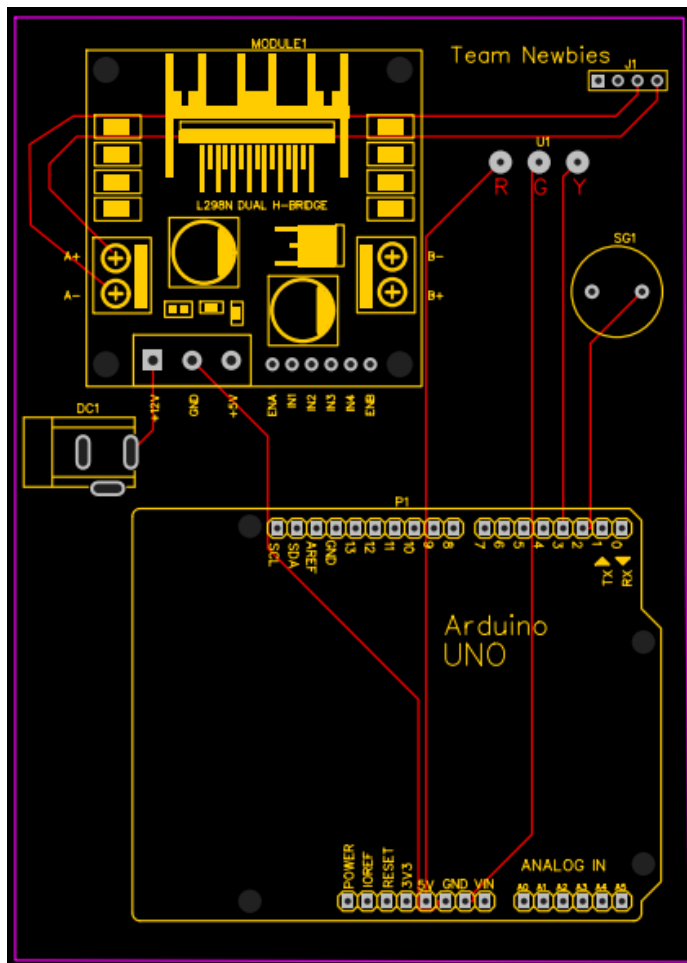 MODULE1
Team Newbies
J1
U1
R G Y
L298N DUAL H-BRIDGE
SG1
A+
B-
A-
B+
+12V GND +5V ENA IN1 IN2 IN3 IN4 ENB
DC1
P1
SCL SDA AREF GND 13 12 11 10 9 8 7 6 5 4 3 2 1 0
TX RX
Arduino
UNO
ANALOG IN
POWER IOREF RESET 3V3 5V GND VIN A0 A1 A2 A3 A4 A5